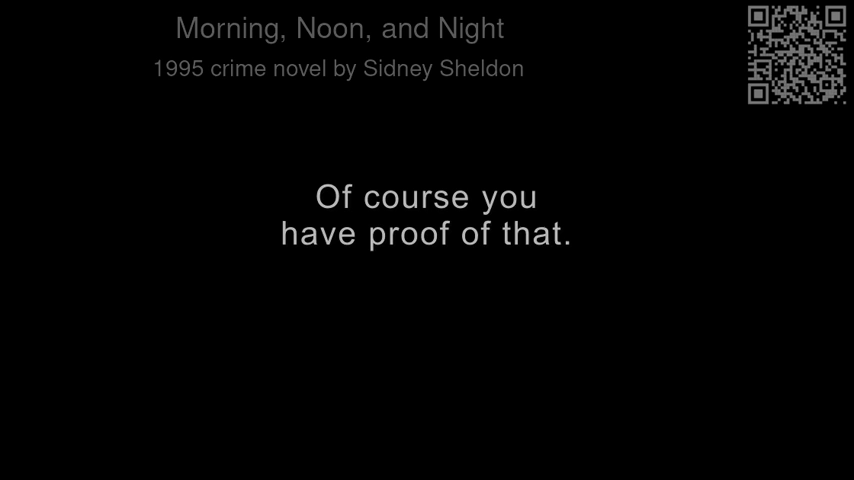 Morning, Noon, and Night
1995 crime novel by Sidney Sheldon
Of course you
have proof of that.